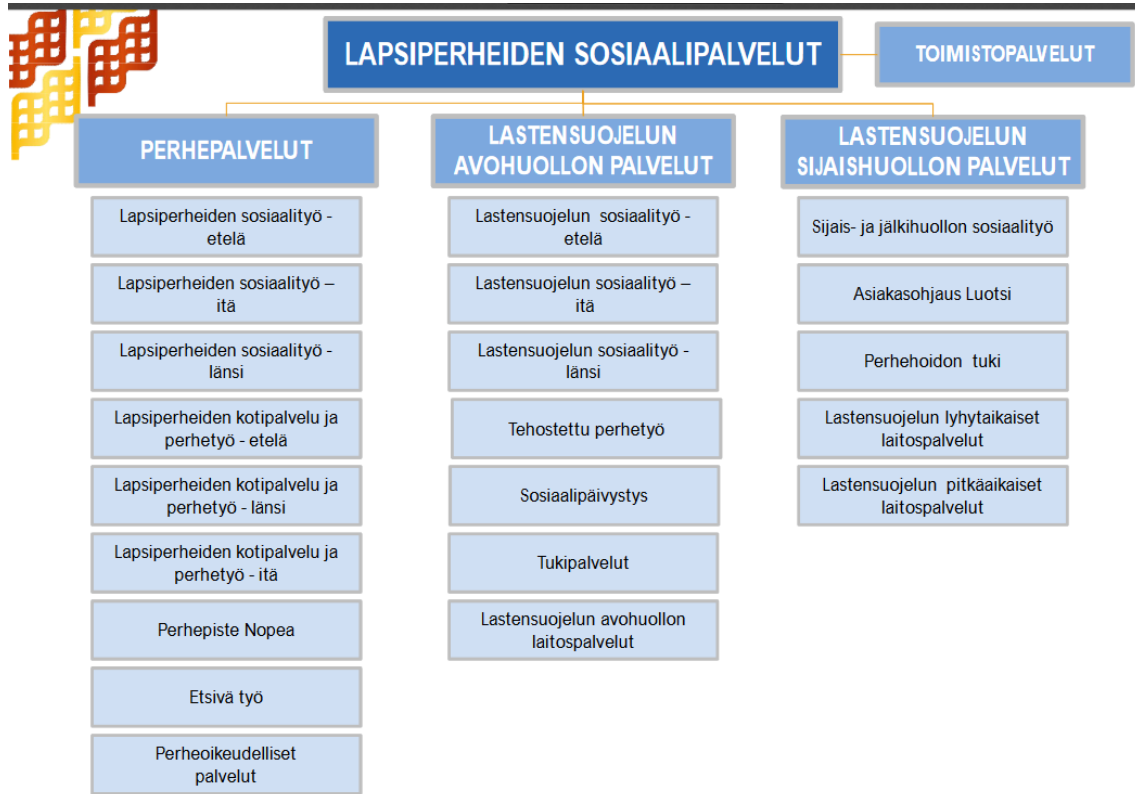 LAPSIPERHEIDEN SOSIAALIPALVELUT
TOIMISTOPALVELUT
PERHEPALVELUT
Lapsiperheiden sosiaalityö -
etelä
Lapsiperheiden sosiaalityö –
itä
Lapsiperheiden sosiaalityö -
länsi
Lapsiperheiden kotipalvelu ja
perhetyö - etelä
Lapsiperheiden kotipalvelu ja
perhetyö - länsi
Lapsiperheiden kotipalvelu ja
perhetyö - itä
Perhepiste Nopea
Etsivä työ
Perheoikeudelliset
palvelut
LASTENSUOJELUN
AVOHUOLLON PALVELUT
Lastensuojelun sosiaalityö -
etelä
Lastensuojelun sosiaalityö –
itä
Lastensuojelun sosiaalityö -
länsi
Tehostettu perhetyö
Sosiaalipäivystys
Tukipalvelut
Lastensuojelun avohuollon
laitospalvelut
LASTENSUOJELUN
SIJAISHUOLLON PALVELUT
Sijais- ja jälkihuollon sosiaalityö
Asiakasohjaus Luotsi
Perhehoidon tuki
Lastensuojelun lyhytaikaiset
laitospalvelut
Lastensuojelun pitkäaikaiset
laitospalvelut